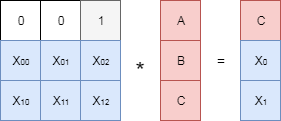 0 0 1 A C
X00 X01 X02 * B = X0
X10 X11 X12 C X1